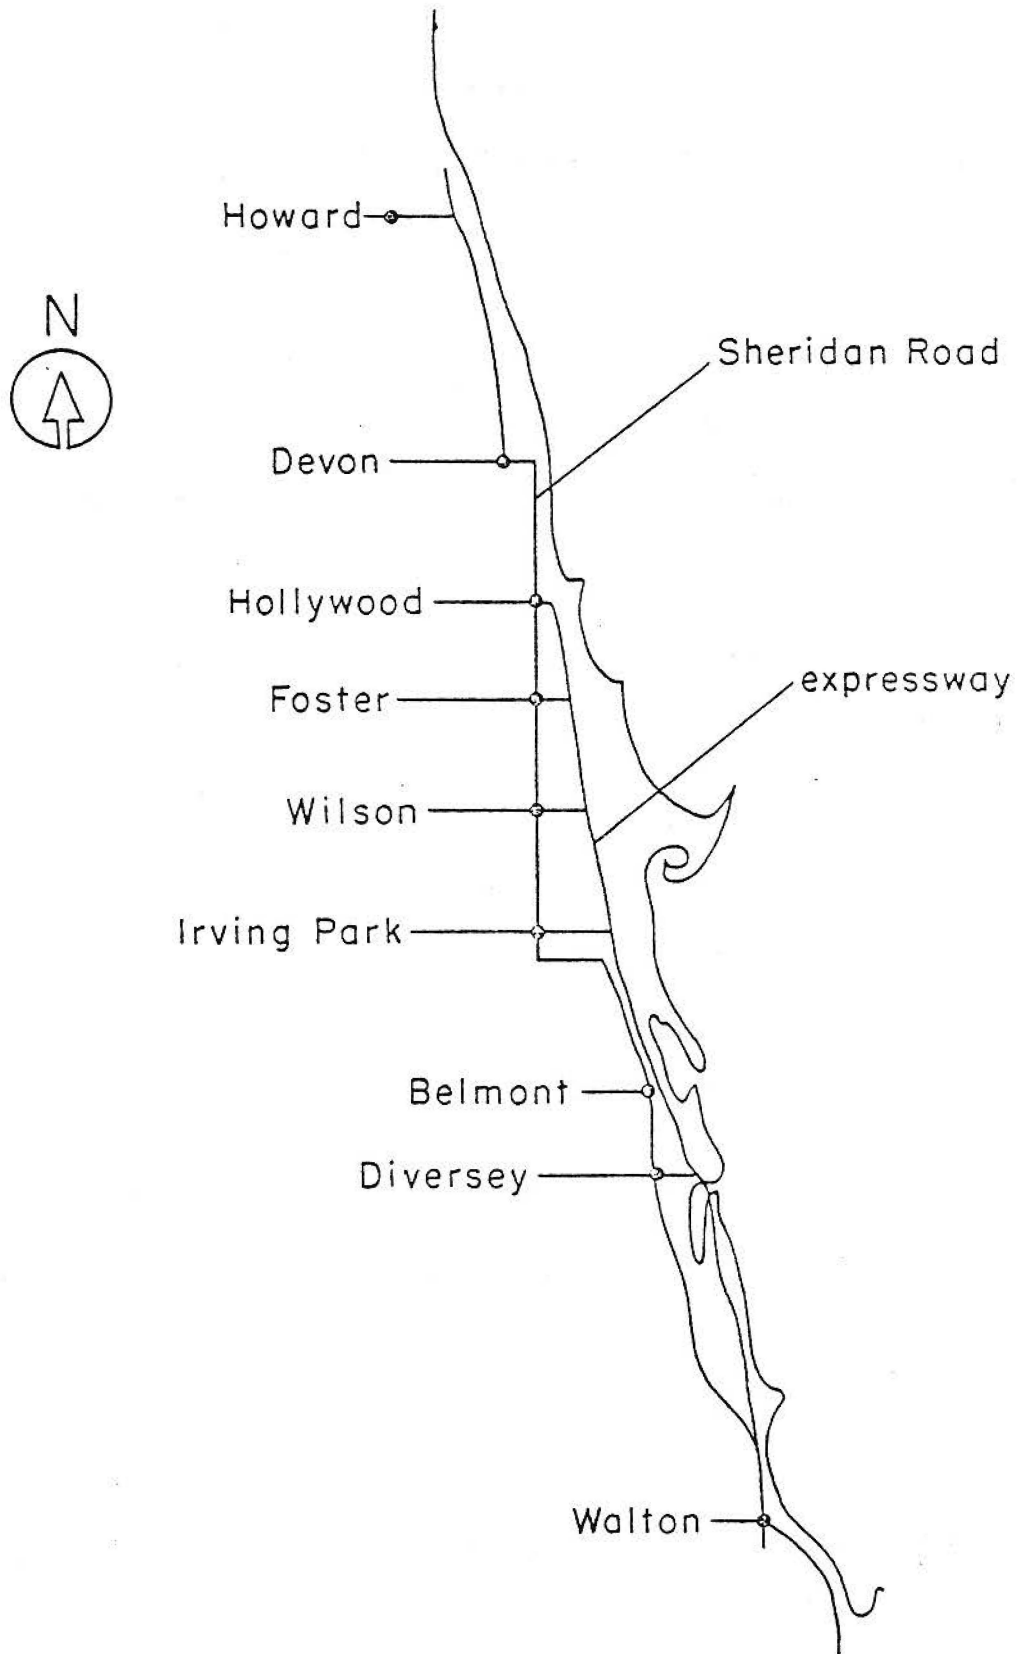 Howard
N
Sheridan Road
Devon
Hollywood
expressway
Foster
Wilson
Irving Park
Belmont
Diversey
Walton